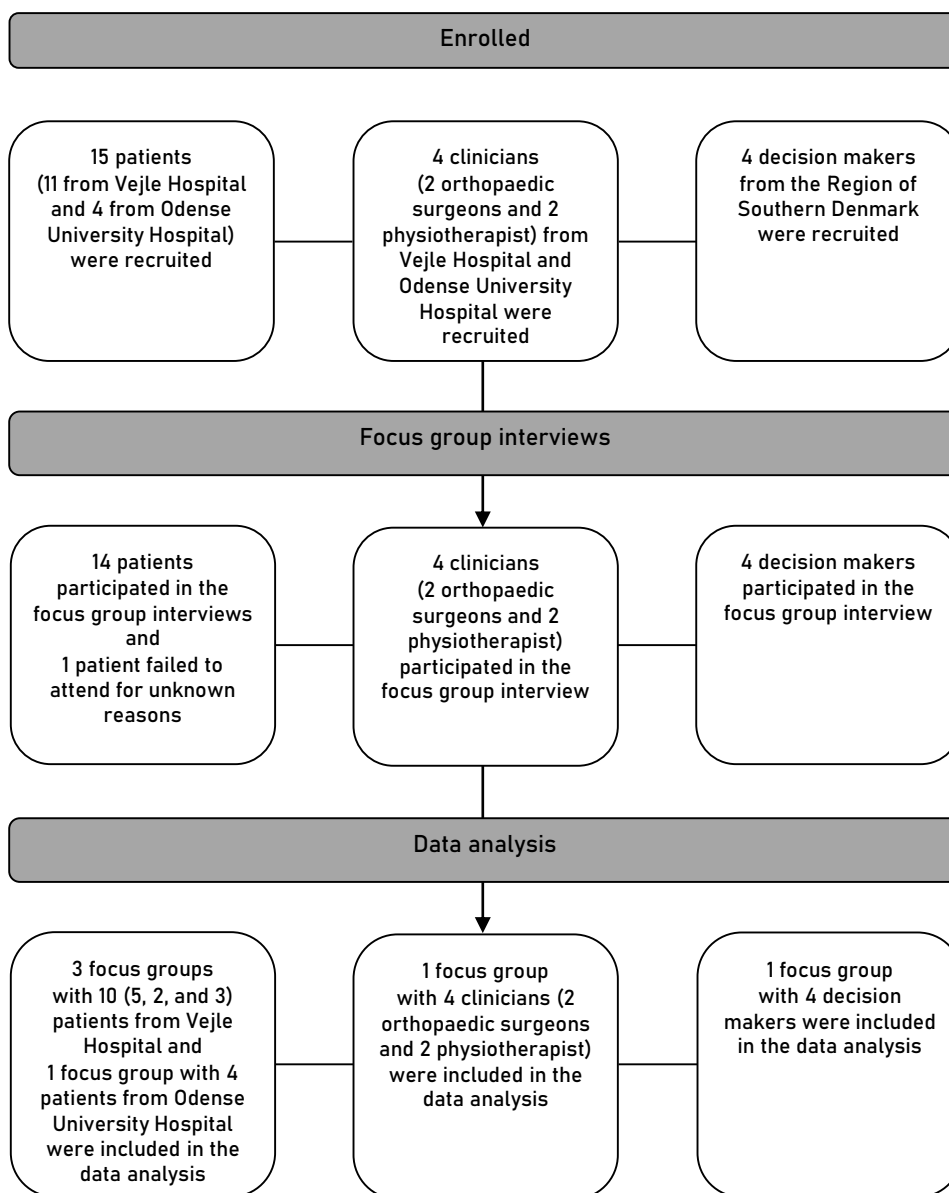 Enrolled
15 patients
(11 from Vejle Hospital
and 4 from Odense
University Hospital)
were recruited
4 clinicians
(2 orthopaedic
surgeons and 2
physiotherapist) from
Vejle Hospital and
Odense University
Hospital were
recruited
4 decision makers
from the Region of
Southern Denmark
were recruited
Focus group interviews
14 patients
participated in the
focus group interviews
and
1 patient failed to
attend for unknown
reasons
4 clinicians
(2 orthopaedic
surgeons and 2
physiotherapist)
participated in the
focus group interview
4 decision makers
participated in the
focus group interview
Data analysis
3 focus groups
with 10 (5, 2, and 3)
patients from Vejle
Hospital and
1 focus group with 4
patients from Odense
University Hospital
were included in the
data analysis
1 focus group
with 4 clinicians (2
orthopaedic surgeons
and 2 physiotherapist)
were included in the
data analysis
1 focus group
with 4 decision
makers were included
in the data analysis